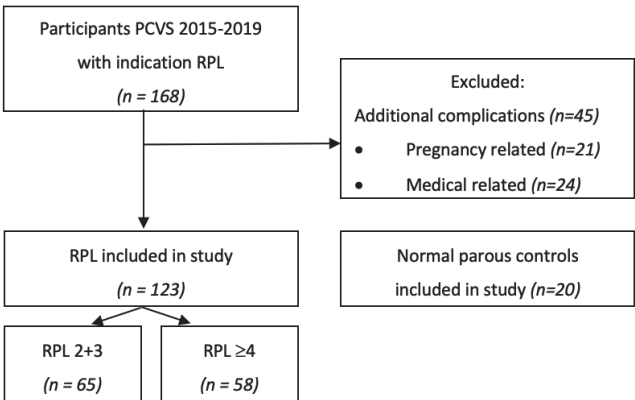 Participants PCVS 2015-2019
with indication RPL
(n = 168)
Excluded:
Additional complications (n=45)
• Pregnancy related (n=21)
• Medical related (n=24)
RPL included in study
(n = 123)
Normal parous controls
included in study (n=20)
RPL 2+3
(n = 65)
RPL ≥4
(n = 58)